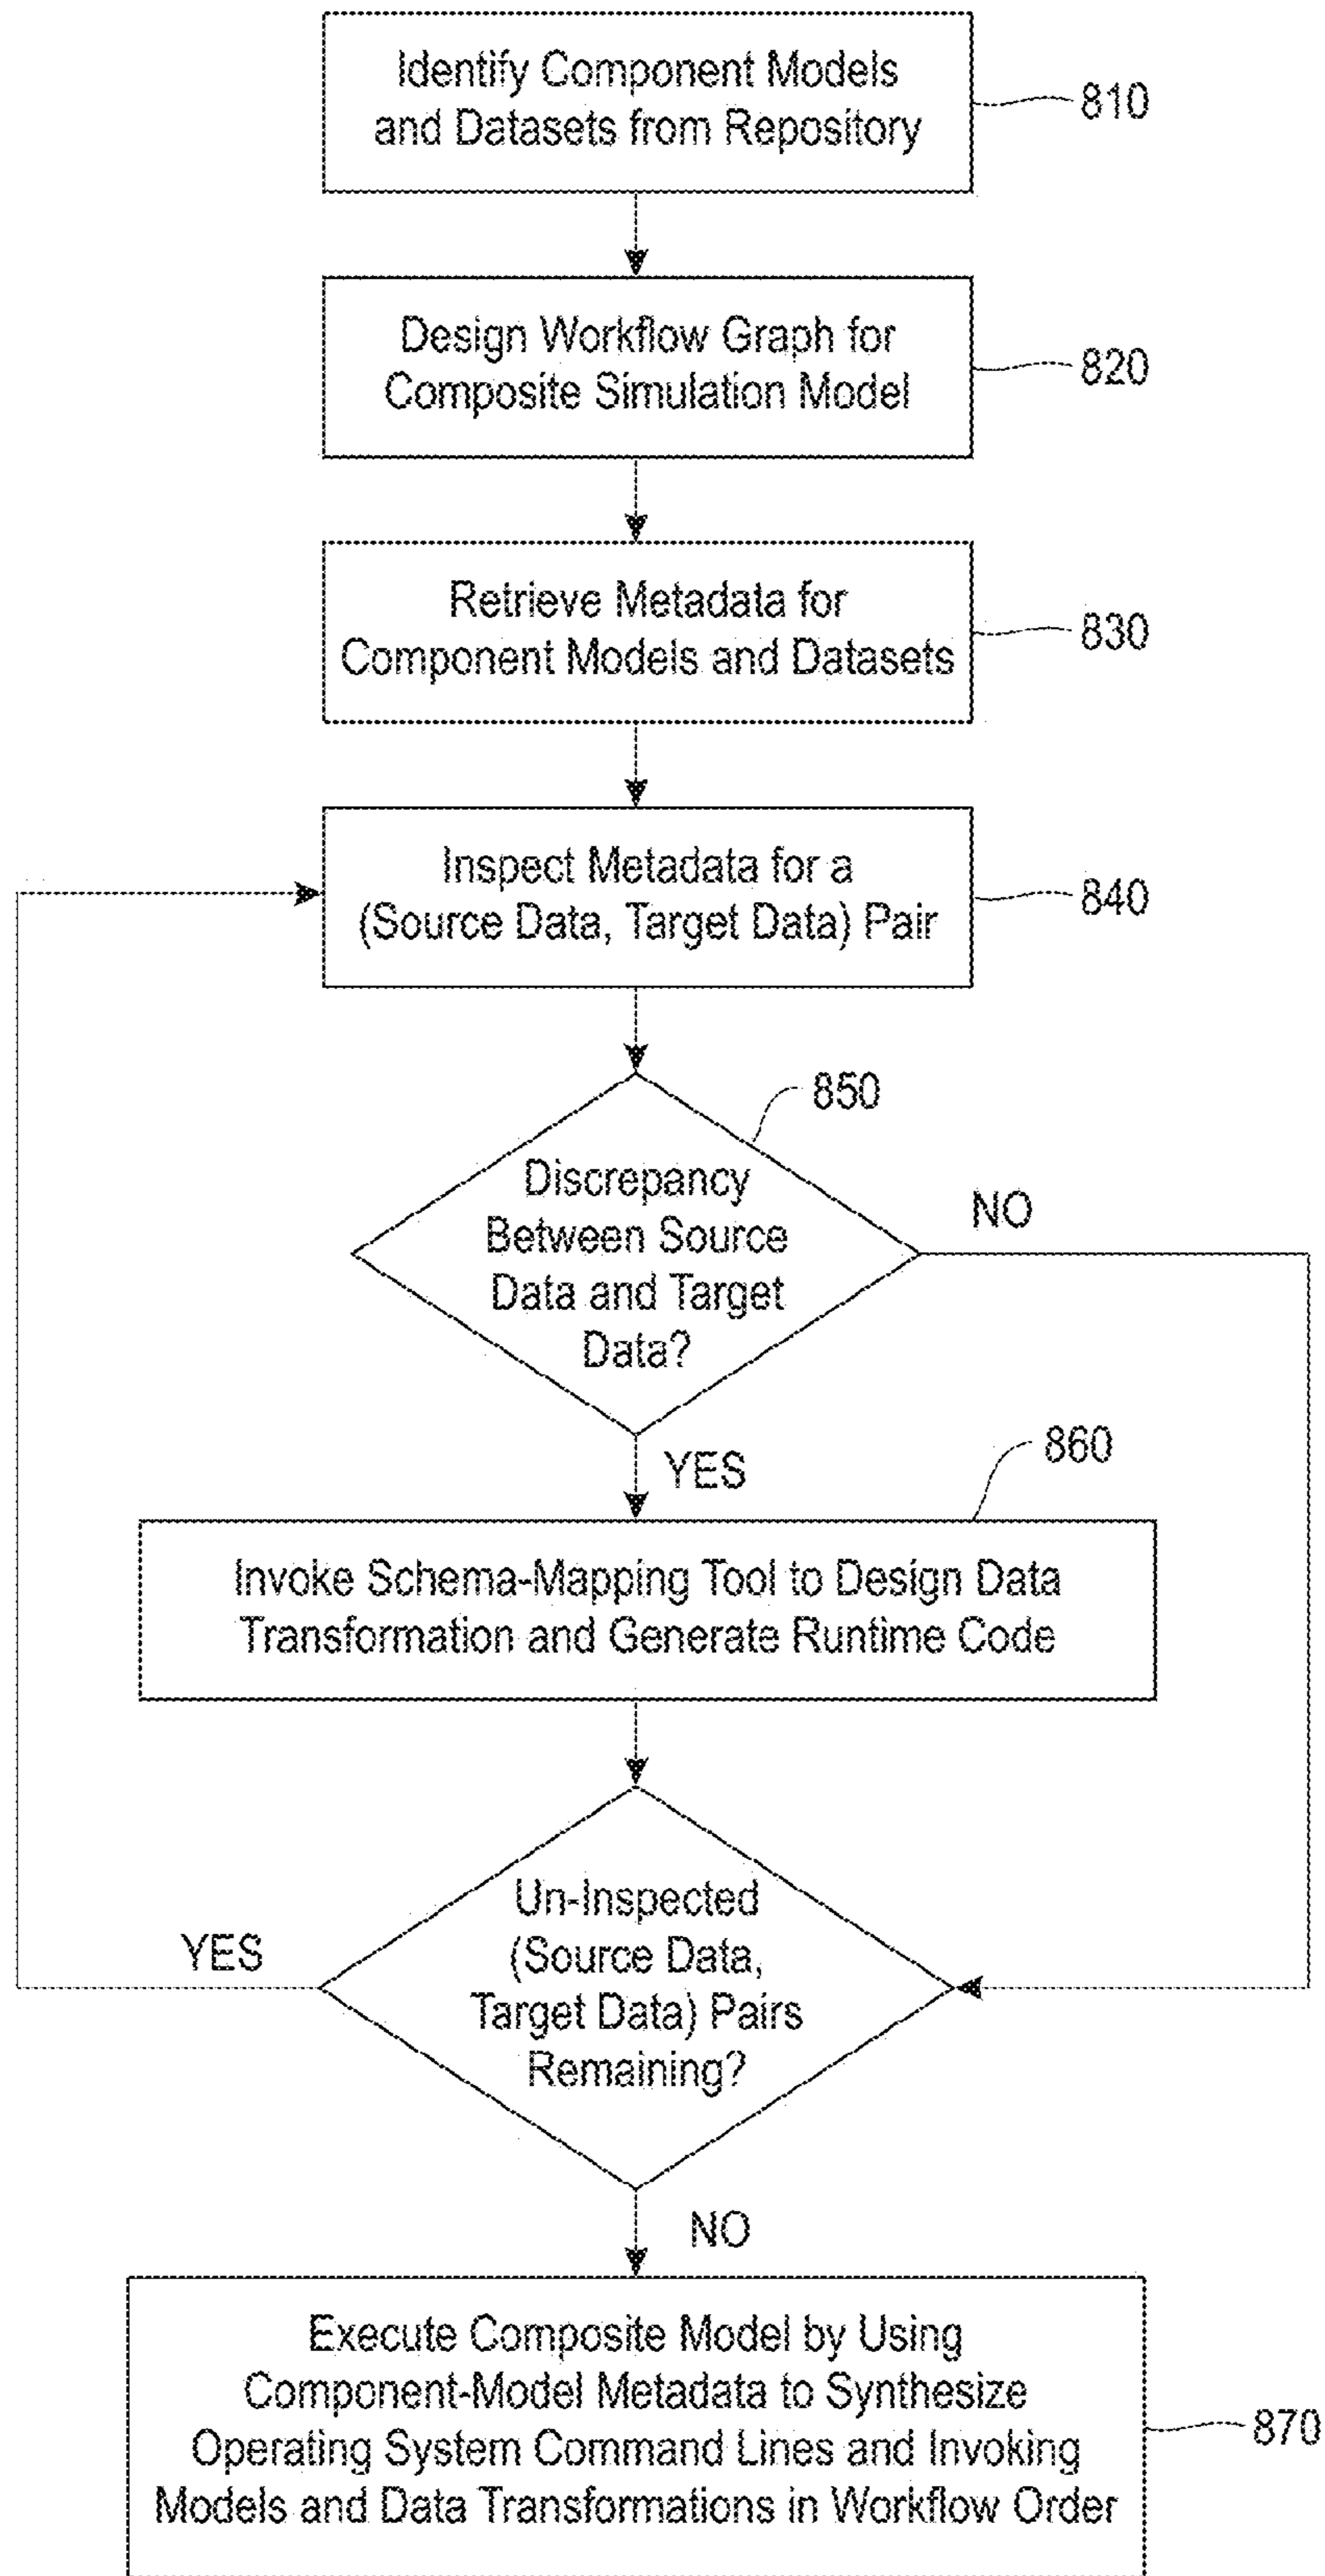 Identify Component Models
and Datasets from Repository
810
Design Workflow Graph for
Composite Simulation Model
820
Retrieve Metadata for
Component Models and Datasets
830
Inspect Metadata for a
(Source Data, Target Data) Pair
840
850
Discrepancy
Between Source
Data and Target
Data?
NO
YES
860
Invoke Schema-Mapping Tool to Design Data
Transformation and Generate Runtime Code
Un-Inspected
(Source Data,
Target Data) Pairs
Remaining?
YES
NO
Execute Composite Model by Using
Component-Model Metadata to Synthesize
Operating System Command Lines and Invoking
Models and Data Transformations in Workflow Order
870